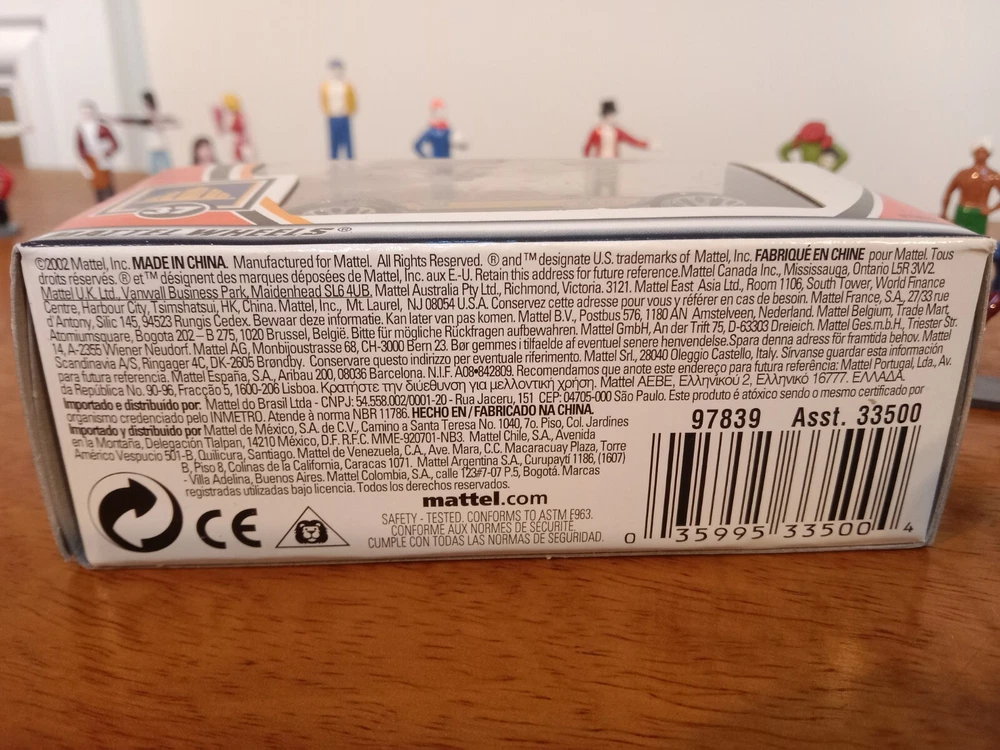 37
MATTEL WHEELS®
©2002 Mattel, Inc. MADE IN CHINA. Manufactured for Mattel. All Rights Reserved. ® and ™ designate U.S. trademarks of Mattel, Inc. FABRIQUÉ EN CHINE pour Mattel. Tous
droits réservés. ® et ™ désignent des marques déposées de Mattel, Inc. aux E.-U. Retain this address for future reference. Mattel Canada Inc., Mississauga, Ontario L5R 3W2.
Mattel U.K. Ltd., Vanwall Business Park, Maidenhead SL6 4UB. Mattel Australia Pty Ltd., Richmond, Victoria. 3121. Mattel East Asia Ltd., Room 1106, South Tower, World Finance
Centre, Harbour City, Tsimshatsui, HK, China. Mattel, Inc., Mt. Laurel, NJ 08054 U.S.A. Conservez cette adresse pour vous y référer en cas de besoin. Mattel France, S.A., 27/33 rue
d'Antony, Silic 145, 94523 Rungis Cedex. Bewaar deze informatie. Kan later van pas komen. Mattel B.V., Postbus 576, 1180 AN Amstelveen, Nederland. Mattel Belgium, Trade Mart,
Atomiumsquare, Bogota 202 – B 275, 1020 Brussel, België. Bitte für mögliche Rückfragen aufbewahren. Mattel GmbH, An der Trift 75, D-63303 Dreieich. Mattel Ges.m.b.H., Triester Str.
14, A-2355 Wiener Neudorf. Mattel AG, Monbijoustrasse 68, CH-3000 Bern 23. Bør gemmes i tilfælde af eventuel senere henvendelse. Spara denna adress för framtida behov. Mattel
Scandinavia A/S, Ringager 4C, DK-2605 Brøndby. Conservare questo indirizzo per eventuale riferimento. Mattel Srl., 28040 Oleggio Castello, Italy. Sírvanse guardar esta información
para futura referencia. Mattel España, S.A., Aribau 200, 08036 Barcelona. N.I.F. A08•842809. Recomendamos que anote este endereço para futura referência: Mattel Portugal, Lda., Av.
da República No. 90-96, Fracção 5, 1600-206 Lisboa. Κρατήστε την διεύθυνση για μελλοντική χρήση. Mattel AEBE, Ελληνικού 2, Ελληνικό 16777. ΕΛΛΑΔΑ.
Importado e distribuido por: Mattel do Brasil Ltda - CNPJ: 54.558.002/0001-20 - Rua Jaceru, 151 CEP: 04705-000 São Paulo. Este produto é atóxico sendo o mesmo certificado por
organismo credenciado pelo INMETRO, Atende à norma NBR 11786. HECHO EN / FABRICADO NA CHINA.
Importado y distribuido por Mattel de México, S.A. de C.V., Camino a Santa Teresa No. 1040, 7o. Piso, Col. Jardines
en la Montaña, Delegación Tlalpan, 14210 México, D.F. R.F.C. MME-920701-NB3. Mattel Chile, S.A., Avenida
Américo Vespucio 501-B, Quilicura, Santiago. Mattel de Venezuela, C.A., Ave. Mara, C.C. Macaracuay Plaza, Torre
B, Piso 8, Colinas de la California, Caracas 1071. Mattel Argentina S.A., Curupaytí 1186, (1607)
- Villa Adelina, Buenos Aires. Mattel Colombia, S.A., calle 123#7-07 P.5, Bogotá. Marcas
registradas utilizadas bajo licencia. Todos los derechos reservados.
97839 Asst. 33500
mattel.com
CE
SAFETY - TESTED. CONFORMS TO ASTM F963.
CONFORME AUX NORMES DE SÉCURITÉ.
CUMPLE CON TODAS LAS NORMAS DE SEGURIDAD.
0 35995 33500 4